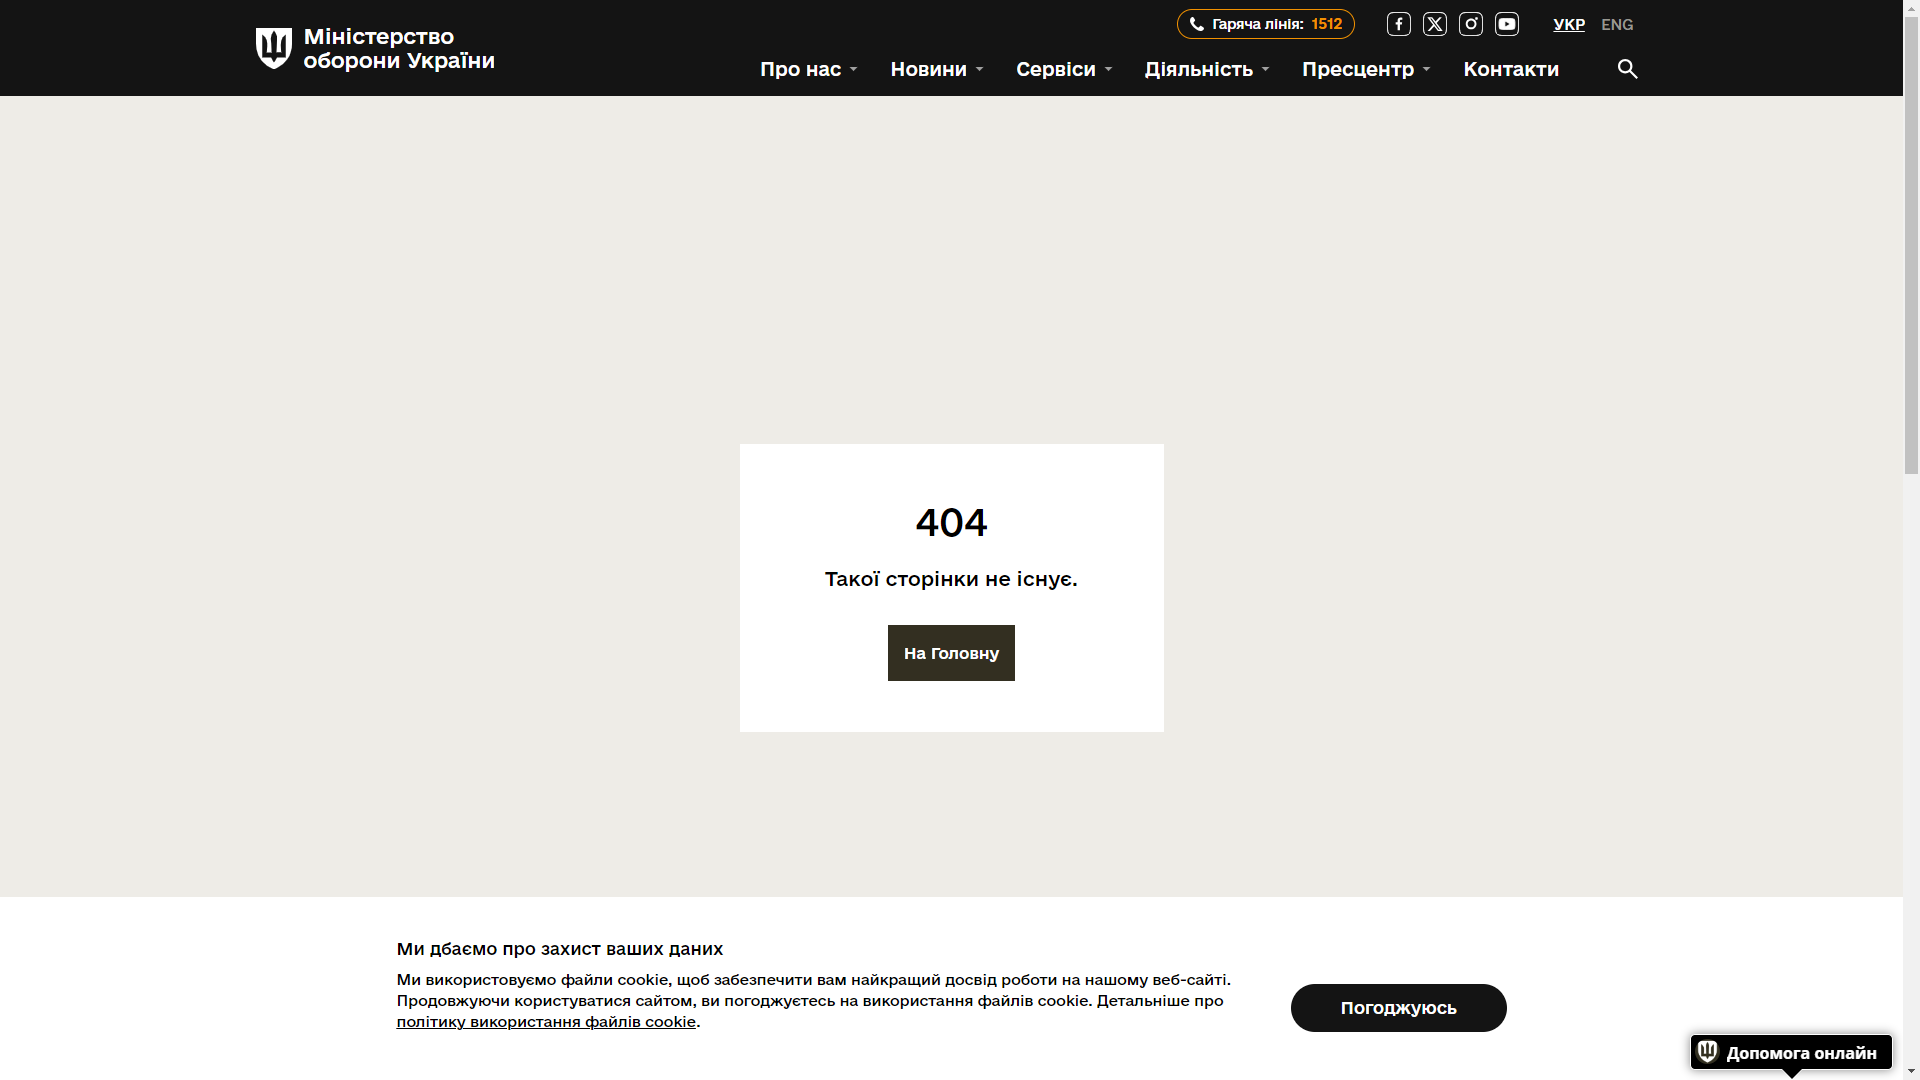 Міністерство
оборони України
Гаряча лінія: 1512
УКР ENG
Про нас Новини Сервіси Діяльність Пресцентр Контакти
404
Такої сторінки не існує.
На Головну
Ми дбаємо про захист ваших даних
Ми використовуємо файли cookie, щоб забезпечити вам найкращий досвід роботи на нашому веб-сайті.
Продовжуючи користуватися сайтом, ви погоджуєтесь на використання файлів cookie. Детальніше про
політику використання файлів cookie.
Погоджуюсь
Допомога онлайн